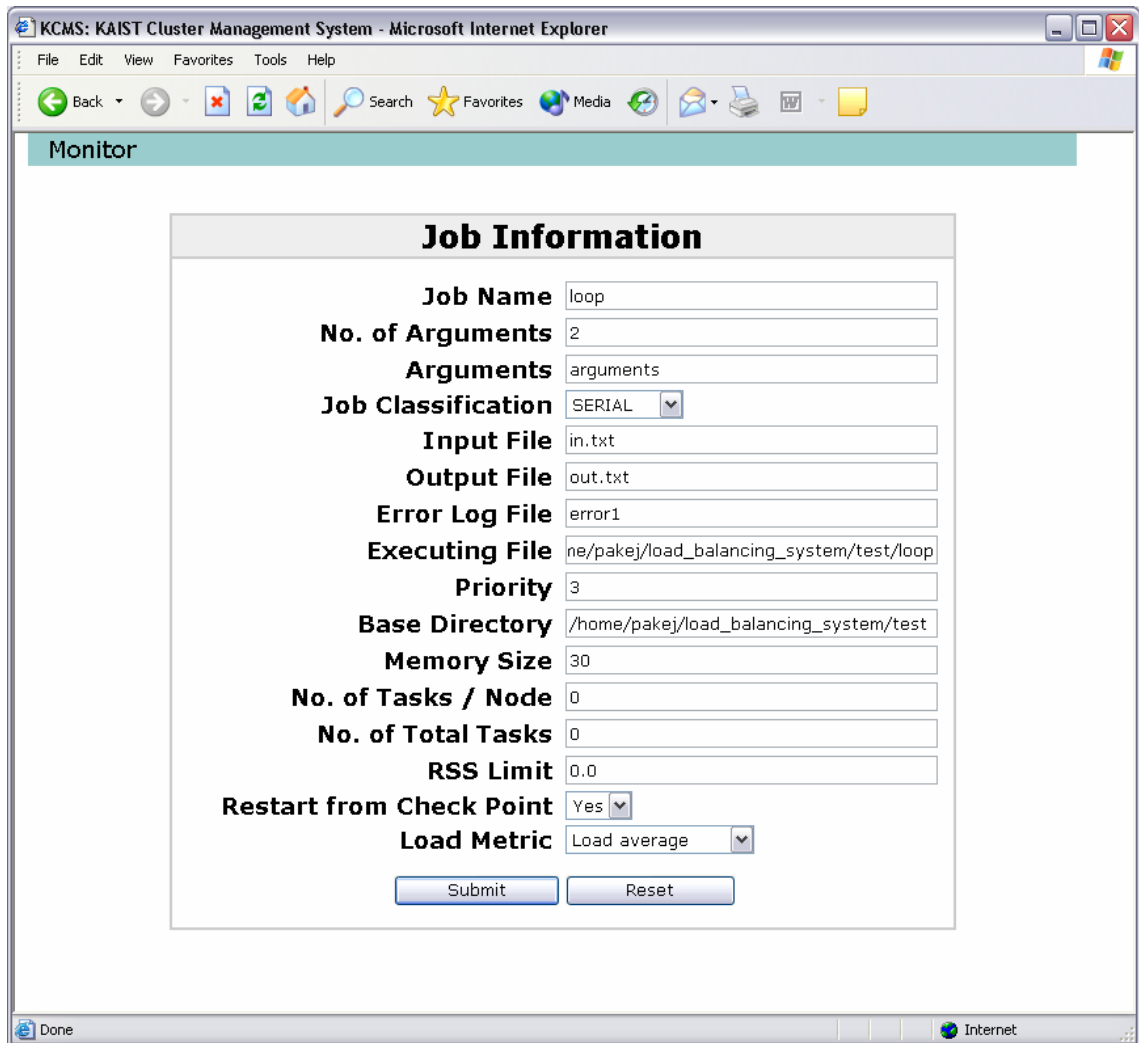 KCMS: KAIST Cluster Management System - Microsoft Internet Explorer
File Edit View Favorites Tools Help
Back Search Favorites Media
Monitor
Job Information
Job Name loop
No. of Arguments 2
Arguments arguments
Job Classification SERIAL
Input File in.txt
Output File out.txt
Error Log File error1
Executing File ne/pakej/load_balancing_system/test/loop
Priority 3
Base Directory /home/pakej/load_balancing_system/test
Memory Size 30
No. of Tasks / Node 0
No. of Total Tasks 0
RSS Limit 0.0
Restart from Check Point Yes
Load Metric Load average
Submit Reset
Done Internet